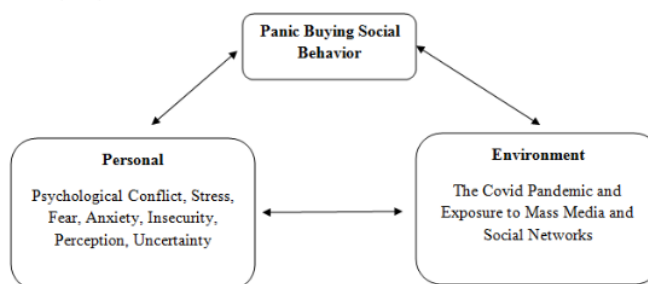 Panic Buying Social
Behavior
Personal
Psychological Conflict, Stress,
Fear, Anxiety, Insecurity,
Perception, Uncertainty
Environment
The Covid Pandemic and
Exposure to Mass Media and
Social Networks